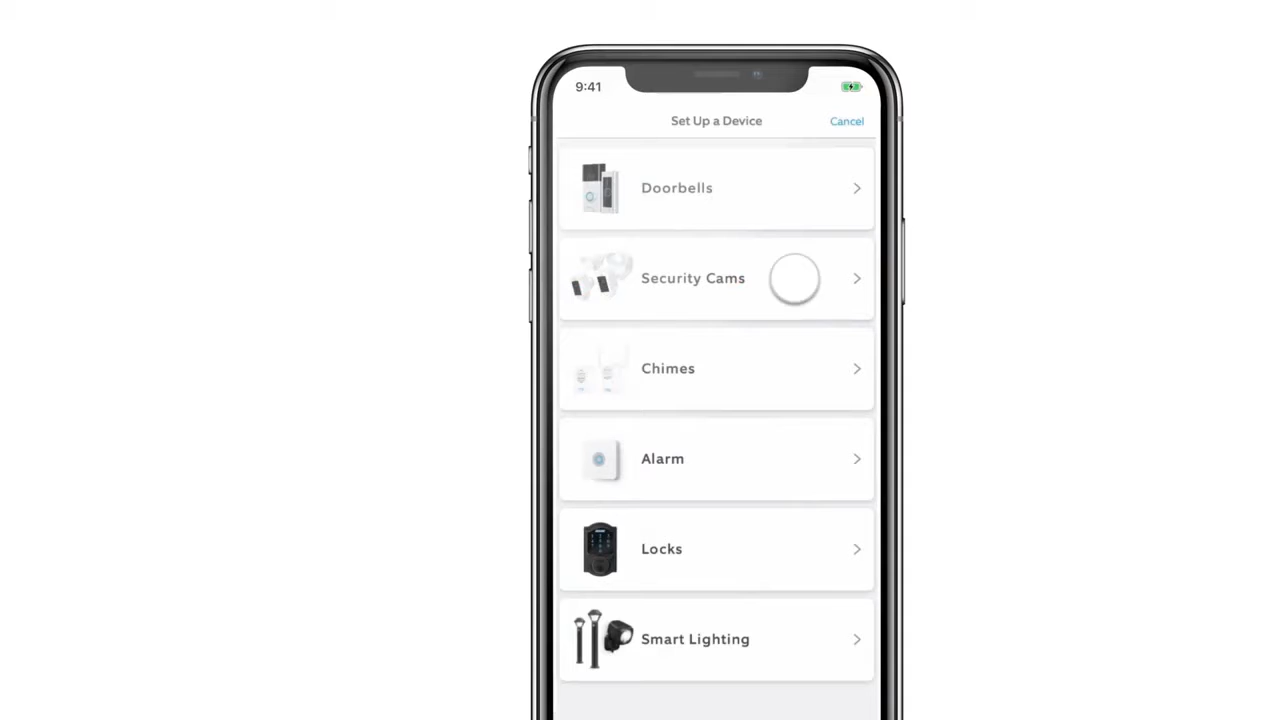 9:41
Set Up a Device Cancel
Doorbells
Security Cams
Chimes
Alarm
Locks
Smart Lighting